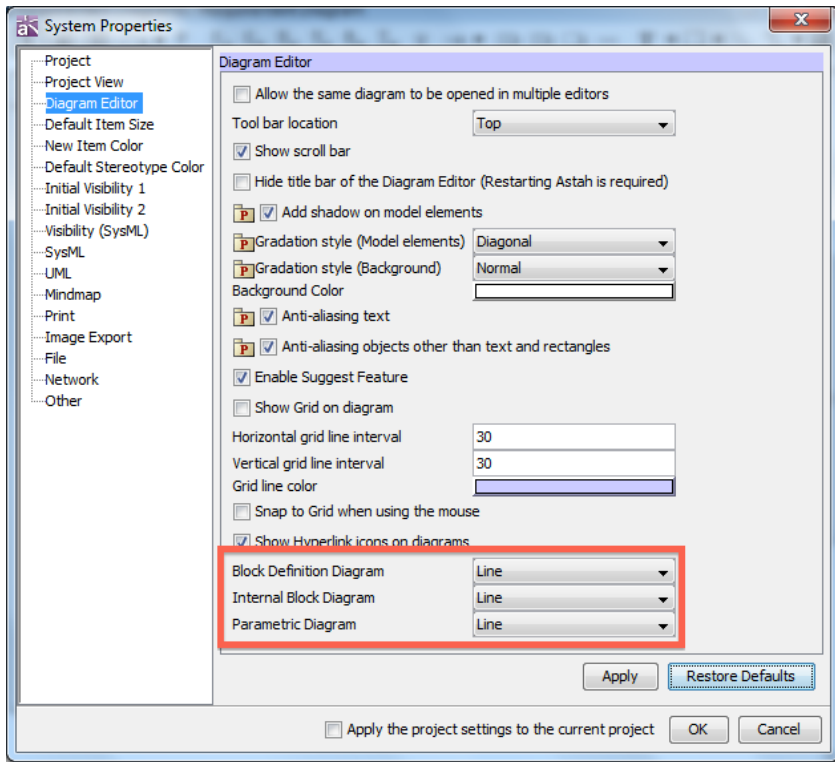 System Properties
Project
Project View
Diagram Editor
Default Item Size
New Item Color
Default Stereotype Color
Initial Visibility 1
Initial Visibility 2
Visibility (SysML)
SysML
UML
Mindmap
Print
Image Export
File
Network
Other
Diagram Editor
Allow the same diagram to be opened in multiple editors
Tool bar location Top
Show scroll bar
Hide title bar of the Diagram Editor (Restarting Astah is required)
P Add shadow on model elements
P Gradation style (Model elements) Diagonal
P Gradation style (Background) Normal
Background Color
P Anti-aliasing text
P Anti-aliasing objects other than text and rectangles
Enable Suggest Feature
Show Grid on diagram
Horizontal grid line interval 30
Vertical grid line interval 30
Grid line color
Snap to Grid when using the mouse
Show Hyperlink icons on diagrams
Block Definition Diagram Line
Internal Block Diagram Line
Parametric Diagram Line
Apply Restore Defaults
Apply the project settings to the current project OK Cancel